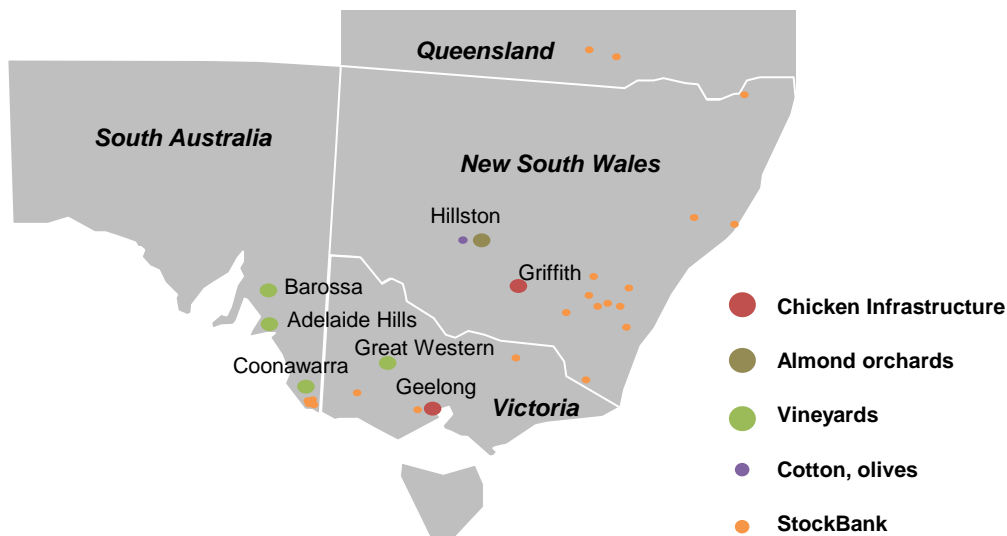 Queensland
South Australia
New South Wales
Hillston
Griffith
Barossa
Adelaide Hills
Great Western
Coonawarra
Geelong
Victoria
Chicken Infrastructure
Almond orchards
Vineyards
Cotton, olives
StockBank